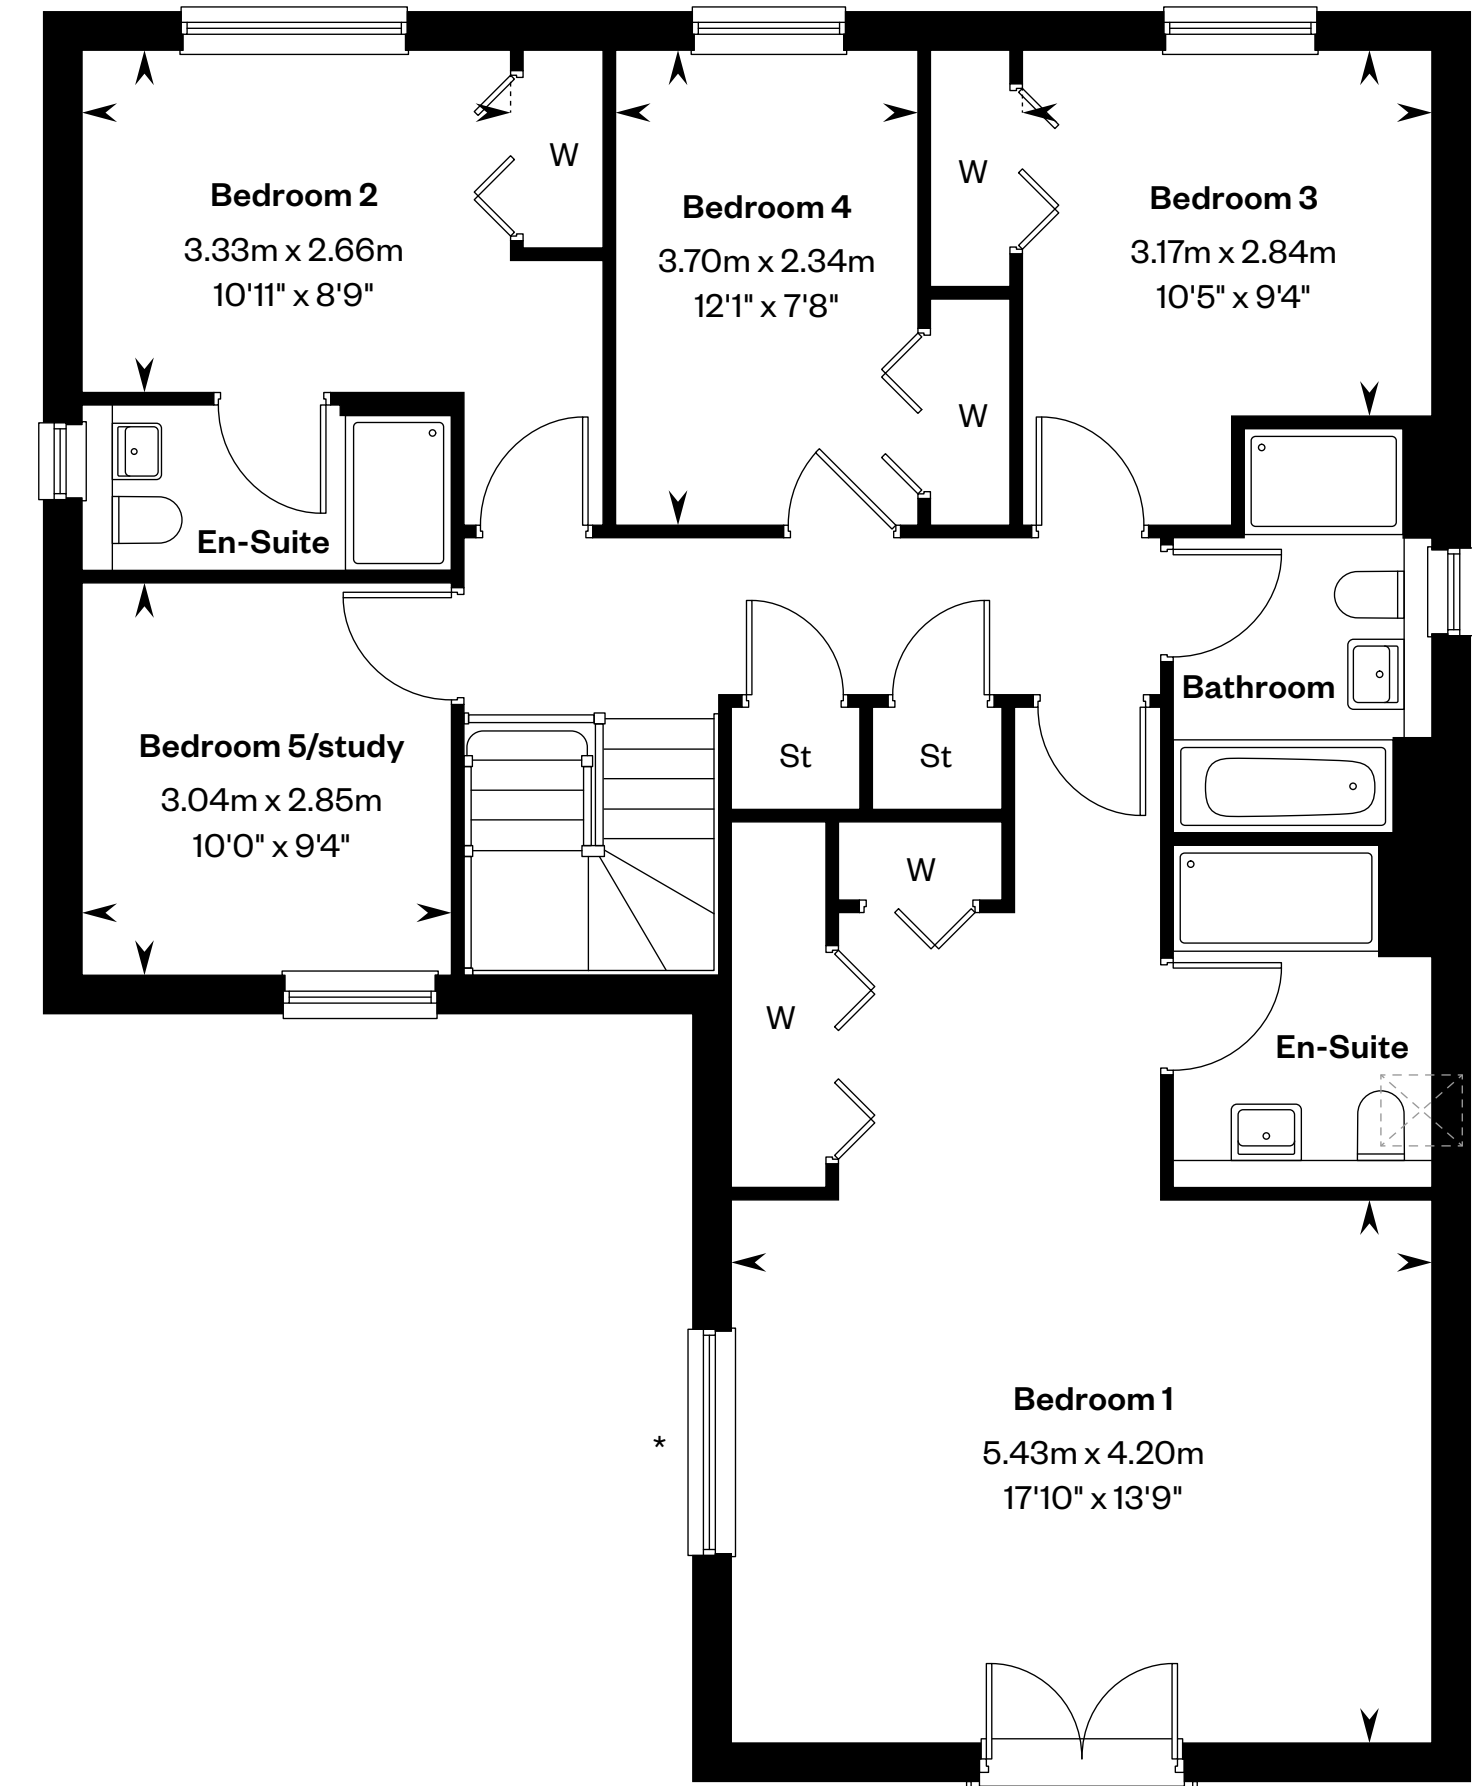 Bedroom 2
3.33m x 2.66m
10'11" x 8'9"
W
Bedroom 4
3.70m x 2.34m
12'1" x 7'8"
W
W
Bedroom 3
3.17m x 2.84m
10'5" x 9'4"
En-Suite
Bedroom 5/study
3.04m x 2.85m
10'0" x 9'4"
St
St
Bathroom
W
W
En-Suite
Bedroom 1
5.43m x 4.20m
17'10" x 13'9"
*